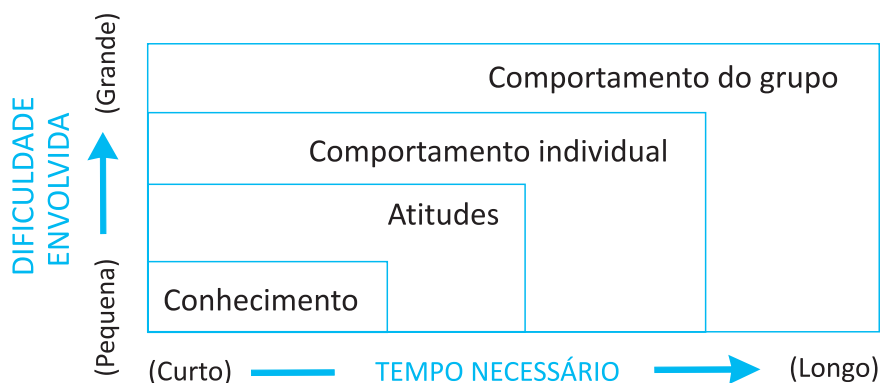 DIFICULDADE
ENVOLVIDA
(Grande)
(Pequena)
Comportamento do grupo
Comportamento individual
Atitudes
Conhecimento
(Curto)
TEMPO NECESSÁRIO
(Longo)